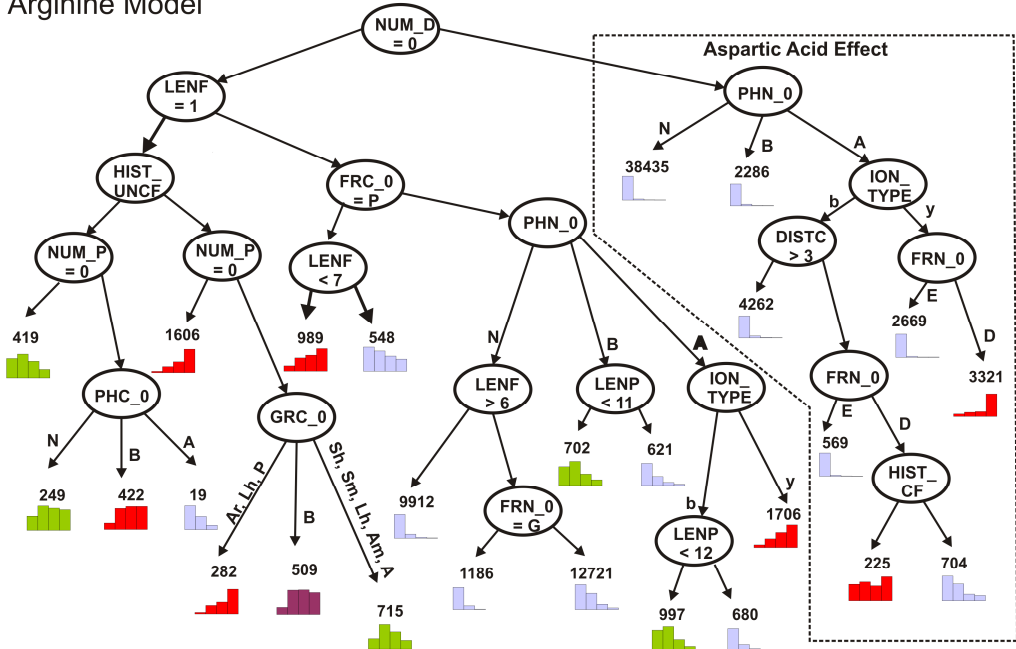 Arginine Model
NUM_D
= 0
Aspartic Acid Effect
LENF
= 1
PHN_0
N
B
A
HIST_
UNCF
FRC_0
= P
38435
2286
ION_
TYPE
b
y
PHN_0
DISTC
> 3
NUM_P
= 0
NUM_P
= 0
LENF
< 7
FRN_0
E
D
4262
2669
419
1606
989
548
N
B
A
3321
PHC_0
LENF
> 6
LENP
< 11
ION_
TYPE
FRN_0
E
D
GRC_0
N
B
A
569
702
621
HIST_
CF
Ar, Lh, P
B
Sh, Sm, Lh, Am, A
249
422
19
9912
FRN_0
= G
b
y
1706
LENP
< 12
225
704
282
509
1186
12721
715
997
680